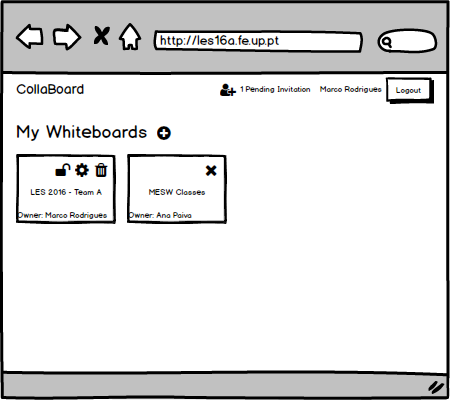 http://les16a.fe.up.pt
CollaBoard
1 Pending Invitation
Marco Rodrigues
Logout
My Whiteboards
LES 2016 - Team A
Owner: Marco Rodrigues
MESW Classes
Owner: Ana Paiva